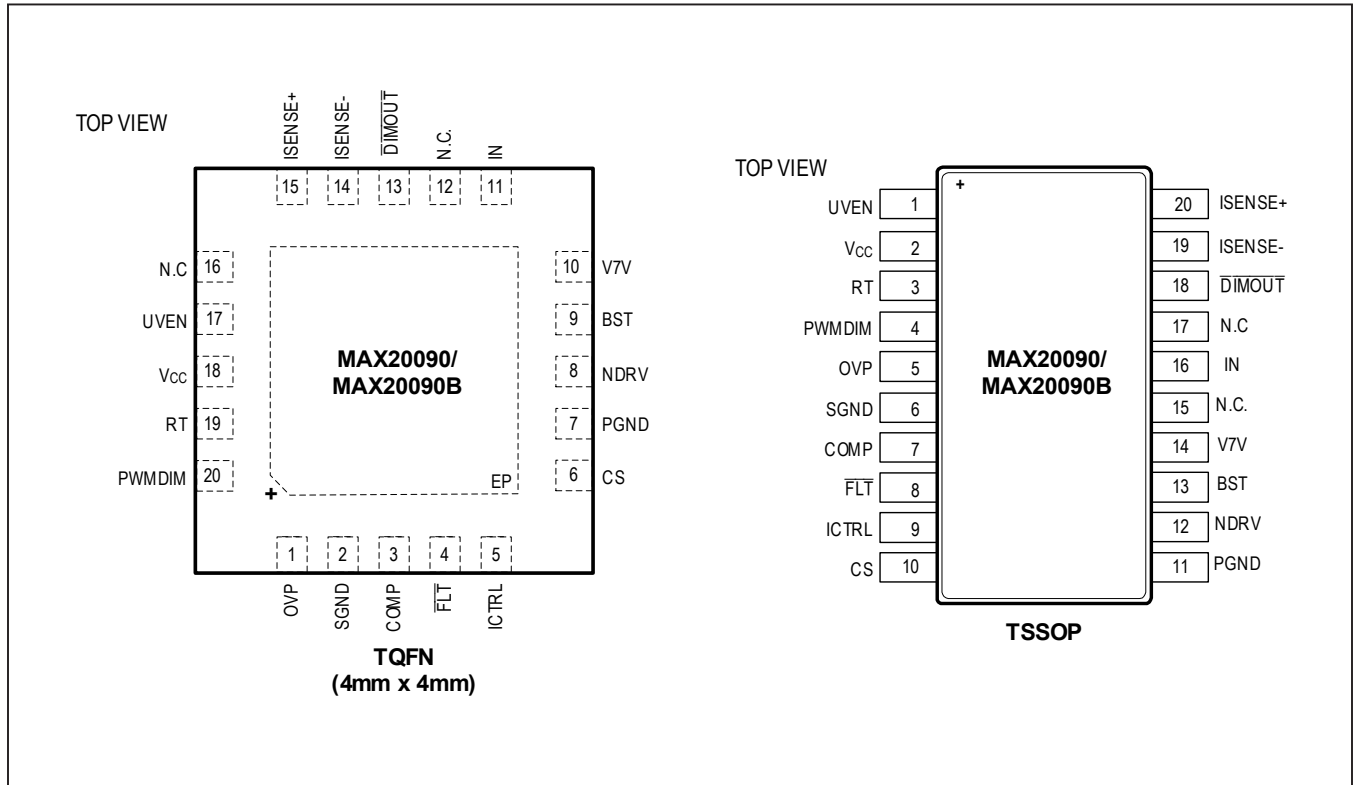 TOP VIEW
ISENSE+
ISENSE-
DIMOUT
N.C.
IN
15
14
13
12
11
N.C 16
UVEN 17
VCC 18
RT 19
PWMDIM 20
10 V7V
9 BST
8 NDRV
7 PGND
6 CS
MAX20090/
MAX20090B
EP
+
1
2
3
4
5
OVP
SGND
COMP
FLT
ICTRL
TQFN
(4mm x 4mm)
TOP VIEW
+
UVEN 1
VCC 2
RT 3
PWMDIM 4
OVP 5
SGND 6
COMP 7
FLT 8
ICTRL 9
CS 10
MAX20090/
MAX20090B
20 ISENSE+
19 ISENSE-
18 DIMOUT
17 N.C
16 IN
15 N.C.
14 V7V
13 BST
12 NDRV
11 PGND
TSSOP